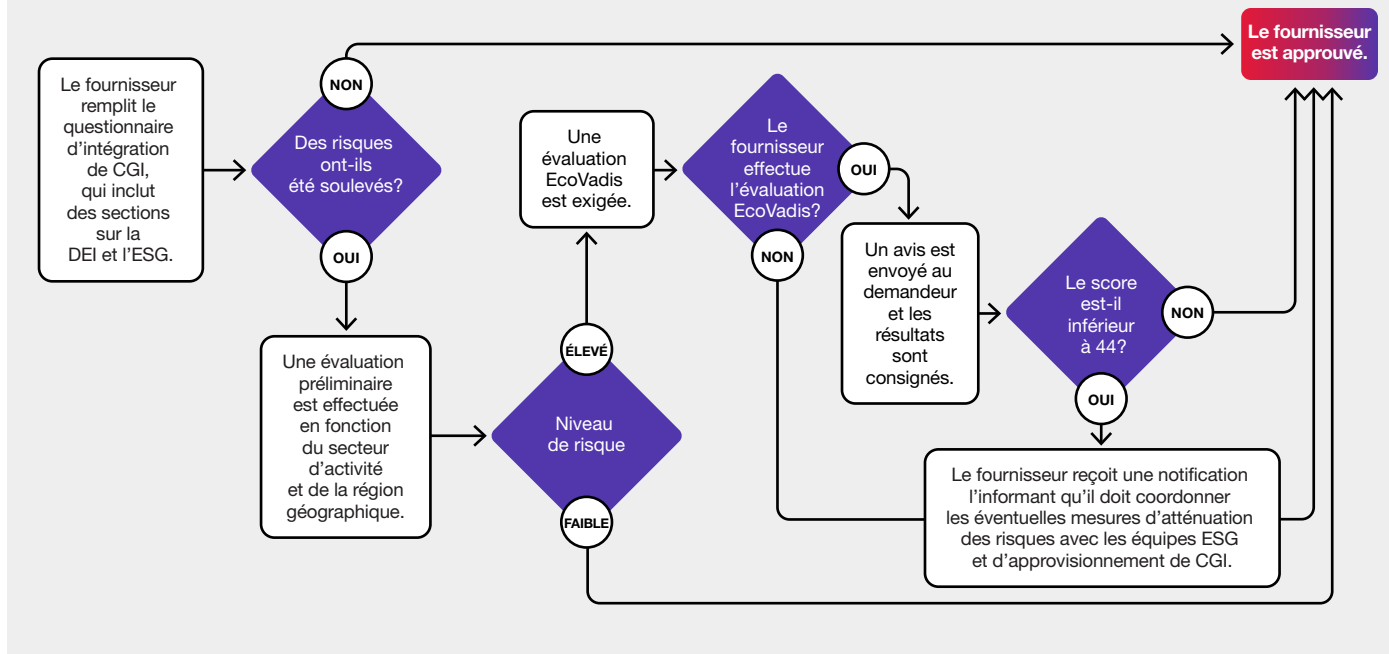 Le fournisseur
remplit le
questionnaire
d'intégration
de CGI,
qui inclut
des sections
sur la
DEI et l'ESG.
NON
Des risques
ont-ils
été soulevés?
OUI
Une évaluation
préliminaire
est effectuée
en fonction
du secteur
d'activité
et de la région
géographique.
ÉLEVÉ
Niveau
de risque
FAIBLE
Une
évaluation
EcoVadis
est exigée.
Le
fournisseur
effectue
l'évaluation
EcoVadis?
OUI
NON
Un avis est
envoyé au
demandeur
et les
résultats
sont
consignés.
Le score
est-il
inférieur
à 44?
NON
OUI
Le fournisseur reçoit une notification
l'informant qu'il doit coordonner
les éventuelles mesures d'atténuation
des risques avec les équipes ESG
et d'approvisionnement de CGI.
Le fournisseur
est approuvé.